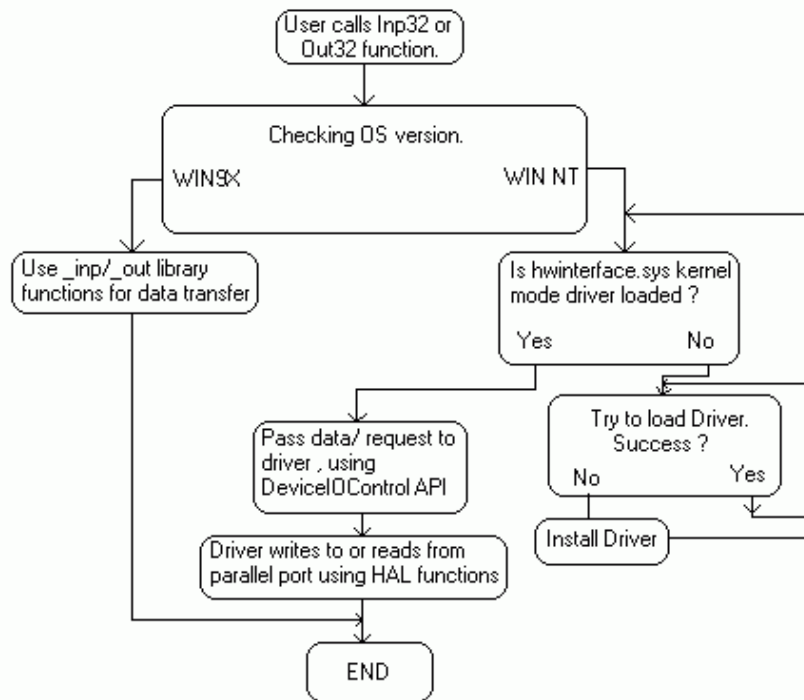 User calls Inp32 or
Out32 function.
Checking OS version.
WIN9X
WIN NT
Use _inp/_out library
functions for data transfer
Is hwinterface.sys kernel
mode driver loaded ?
Yes
No
Pass data/ request to
driver , using
DeviceIOControl API
Try to load Driver.
Success ?
No
Yes
Install Driver
Driver writes to or reads from
parallel port using HAL functions
END